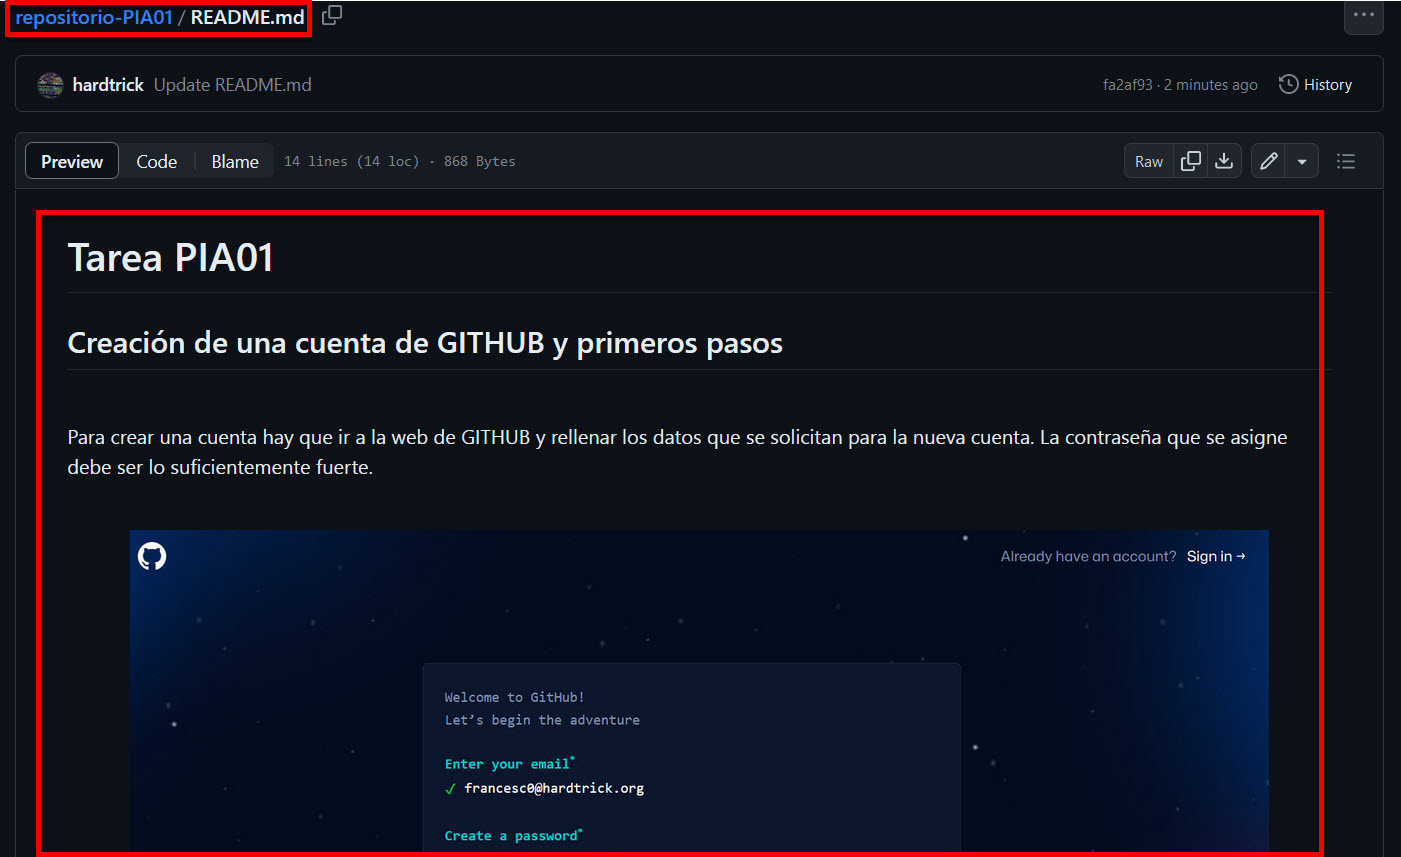 repositorio-PIA01 / README.md
hardtrick Update README.md
fa2af93 · 2 minutes ago History
Preview Code Blame 14 lines (14 loc) · 868 Bytes Raw
Tarea PIA01
Creación de una cuenta de GITHUB y primeros pasos
Para crear una cuenta hay que ir a la web de GITHUB y rellenar los datos que se solicitan para la nueva cuenta. La contraseña que se asigne
debe ser lo suficientemente fuerte.
Already have an account? Sign in →
Welcome to GitHub!
Let’s begin the adventure
Enter your email*
✓ francesc0@hardtrick.org
Create a password*